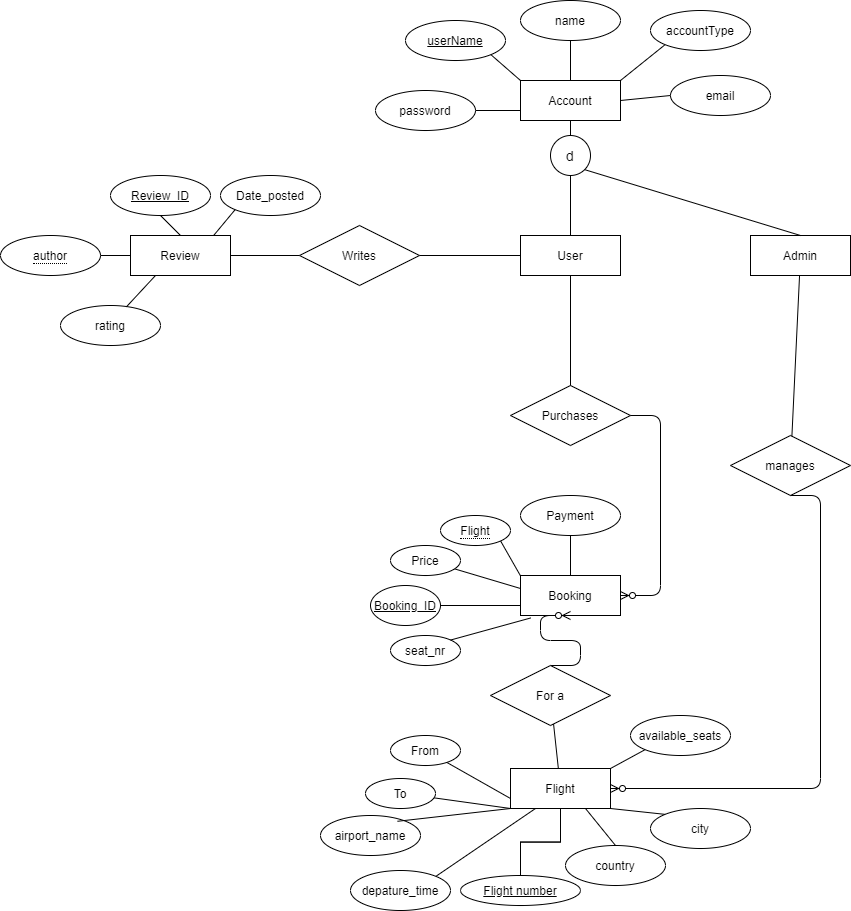 name
accountType
userName
Account
email
password
d
Review_ID
Date_posted
author
Review
Writes
User
Admin
rating
Purchases
manages
Payment
Flight
Price
Booking
Booking_ID
seat_nr
For a
available_seats
From
To
Flight
airport_name
city
country
depature_time
Flight number